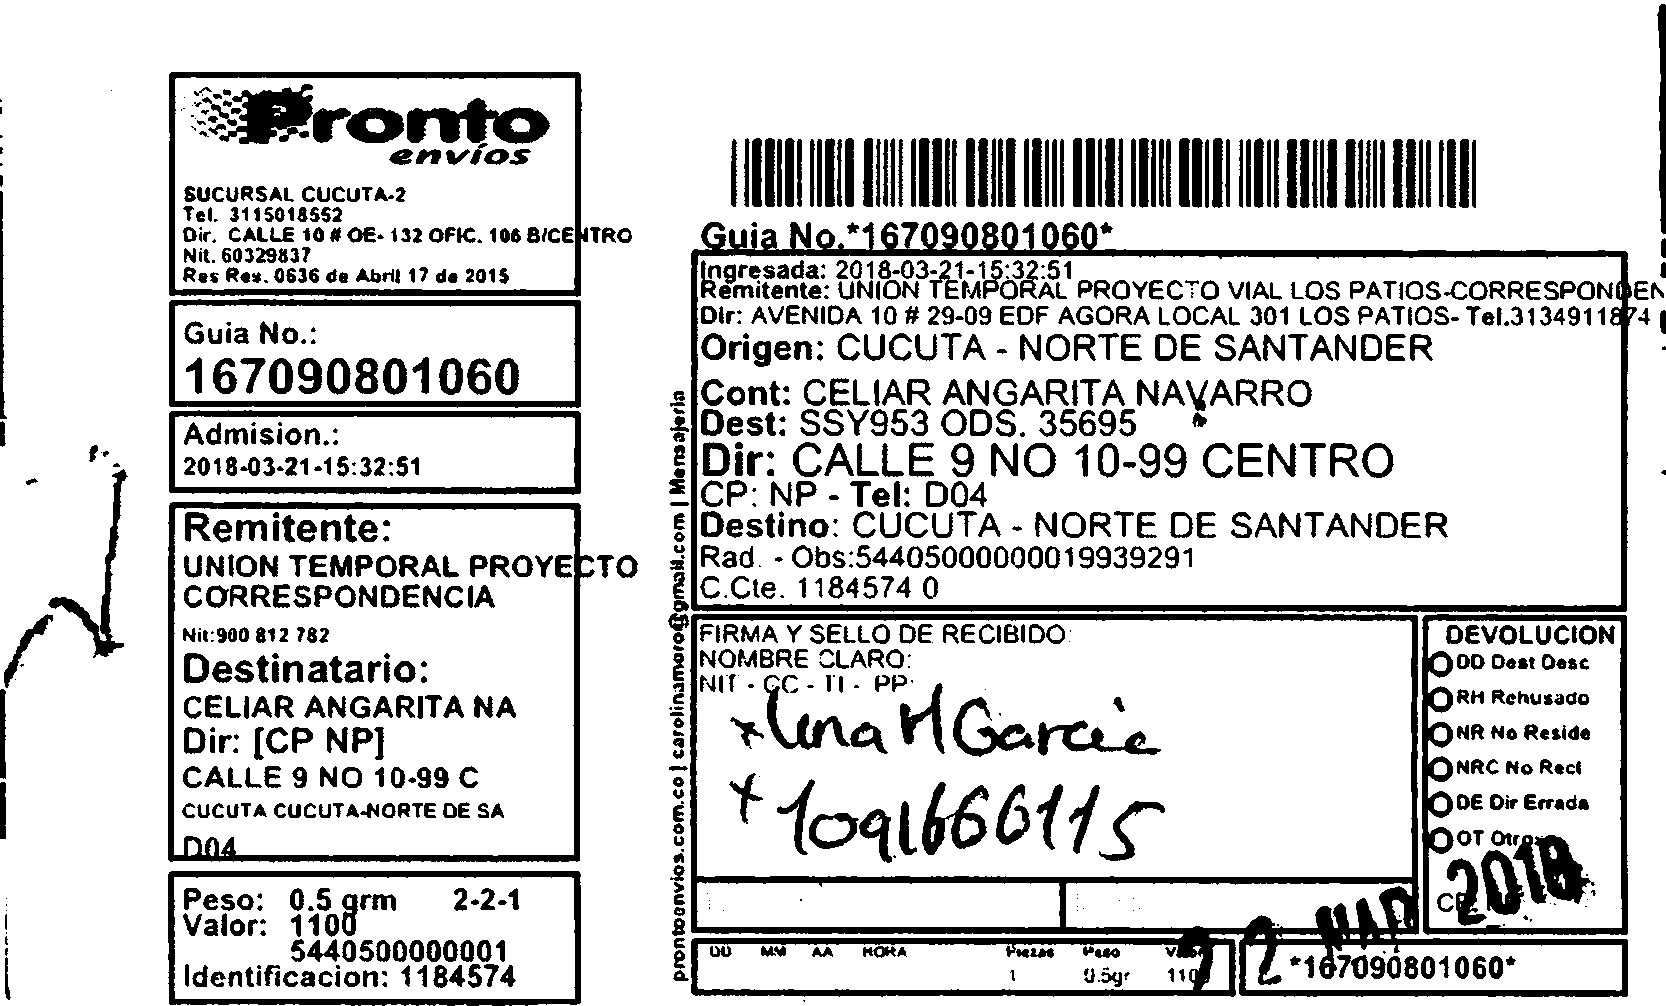 Pronto
envíos
SUCURSAL CUCUTA-2
Tel. 3115018552
Dir. CALLE 10 # OE- 132 OFIC. 106 B/CENTRO
Nit. 60329837
Res Res. 0636 de Abril 17 de 2015
Guia No.:
167090801060
Admision.:
2018-03-21-15:32:51
Remitente:
UNION TEMPORAL PROYECTO
CORRESPONDENCIA
Nit:900 812 782
Destinatario:
CELIAR ANGARITA NA
Dir: [CP NP]
CALLE 9 NO 10-99 C
CUCUTA CUCUTA-NORTE DE SA
D04
Peso: 0.5 grm 2-2-1
Valor: 1100
5440500000001
Identificacion: 1184574
prontoenvios.com.co | carolinamoro@gmail.com | Mensajeria
Guia No.*167090801060*
Ingresada: 2018-03-21-15:32:51
Remitente: UNION TEMPORAL PROYECTO VIAL LOS PATIOS-CORRESPONDEN
Dir: AVENIDA 10 # 29-09 EDF AGORA LOCAL 301 LOS PATIOS- Tel.3134911874
Origen: CUCUTA - NORTE DE SANTANDER
Cont: CELIAR ANGARITA NAVARRO
Dest: SSY953 ODS. 35695
Dir: CALLE 9 NO 10-99 CENTRO
CP: NP - Tel: D04
Destino: CUCUTA - NORTE DE SANTANDER
Rad. - Obs:544050000000019939291
C.Cte. 1184574 0
FIRMA Y SELLO DE RECIBIDO:
NOMBRE CLARO:
NIT - CC - TI - PP:
Lina M Garcia
1091666115
DEVOLUCION
DD Dest Desc
RH Rehusado
NR No Reside
NRC No Recl
DE Dir Errada
OT Otros
22 MAR 2018
DD MM AA HORA Piezas Peso Valor
1 0.5gr 1100
*167090801060*